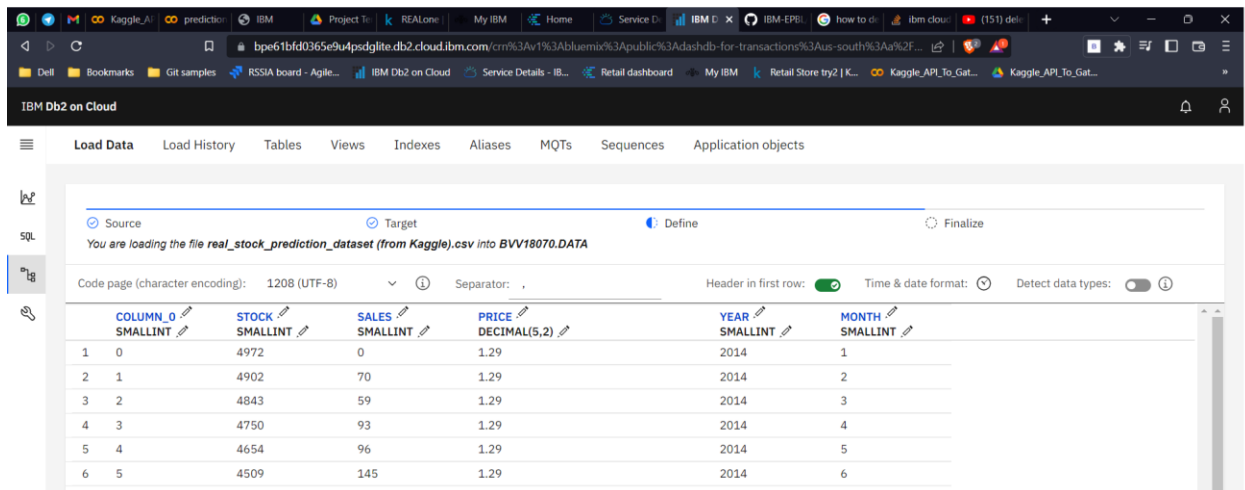 Kaggle_AP prediction IBM Project Te REALone | My IBM Home Service De IBM D IBM-EPBL how to de ibm cloud (151) dele
bpe61bfd0365e9u4psdglite.db2.cloud.ibm.com/crn%3Av1%3Abluemix%3Apublic%3Adashdb-for-transactions%3Aus-south%3Aa%2F...
Dell Bookmarks Git samples RSSIA board - Agile... IBM Db2 on Cloud Service Details - IB... Retail dashboard My IBM Retail Store try2 | K... Kaggle_API_To_Gat... Kaggle_API_To_Gat... »
IBM Db2 on Cloud
Load Data Load History Tables Views Indexes Aliases MQTs Sequences Application objects
Source Target Define Finalize
You are loading the file real_stock_prediction_dataset (from Kaggle).csv into BVV18070.DATA
SQL
Code page (character encoding): 1208 (UTF-8) Separator: , Header in first row: Time & date format: Detect data types:
COLUMN_0 STOCK SALES PRICE YEAR MONTH
SMALLINT SMALLINT SMALLINT DECIMAL(5,2) SMALLINT SMALLINT
1 0 4972 0 1.29 2014 1
2 1 4902 70 1.29 2014 2
3 2 4843 59 1.29 2014 3
4 3 4750 93 1.29 2014 4
5 4 4654 96 1.29 2014 5
6 5 4509 145 1.29 2014 6